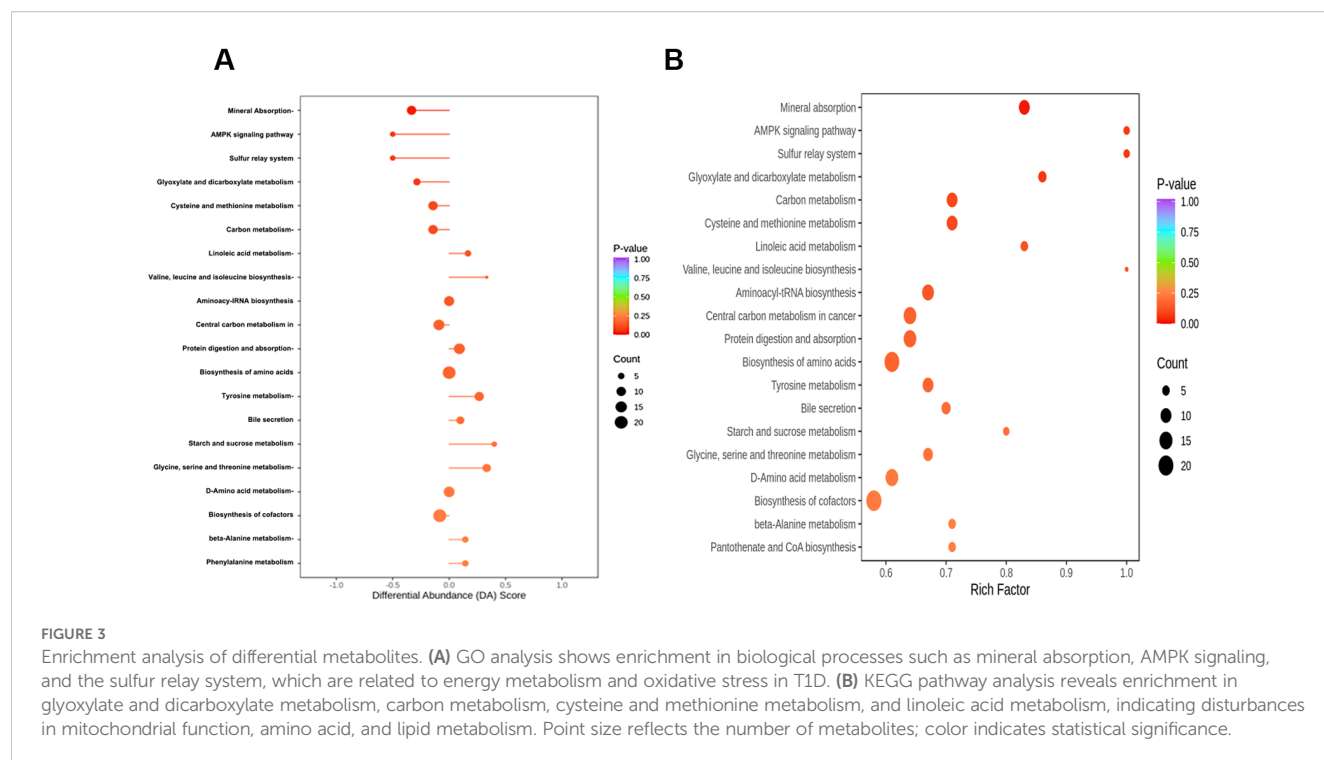 A
Mineral Absorption-
AMPK signaling pathway
Sulfur relay system
Glyoxylate and dicarboxylate metabolism
Cysteine and methionine metabolism
Carbon metabolism-
Linoleic acid metabolism-
Valine, leucine and isoleucine biosynthesis-
Aminoacy-IRNA biosynthesis
Central carbon metabolism in
Protein digestion and absorption-
Biosynthesis of amino acids
Tyrosine metabolism-
Bile secretion
Starch and sucrose metabolism
Glycine, serine and threonine metabolism-
D-Amino acid metabolism-
Biosynthesis of cofactors
beta-Alanine metabolism-
Phenylalanine metabolism
-1.0 -0.5 0.0 0.5 1.0
Differential Abundance (DA) Score
P-value
1.00
0.75
0.50
0.25
0.00
Count
5
10
15
20
B
Mineral absorption
AMPK signaling pathway
Sulfur relay system
Glyoxylate and dicarboxylate metabolism
Carbon metabolism
Cysteine and methionine metabolism
Linoleic acid metabolism
Valine, leucine and isoleucine biosynthesis
Aminoacyl-tRNA biosynthesis
Central carbon metabolism in cancer
Protein digestion and absorption
Biosynthesis of amino acids
Tyrosine metabolism
Bile secretion
Starch and sucrose metabolism
Glycine, serine and threonine metabolism
D-Amino acid metabolism
Biosynthesis of cofactors
beta-Alanine metabolism
Pantothenate and CoA biosynthesis
0.6 0.7 0.8 0.9 1.0
Rich Factor
P-value
1.00
0.75
0.50
0.25
0.00
Count
5
10
15
20
FIGURE 3
Enrichment analysis of differential metabolites. (A) GO analysis shows enrichment in biological processes such as mineral absorption, AMPK signaling,
and the sulfur relay system, which are related to energy metabolism and oxidative stress in T1D. (B) KEGG pathway analysis reveals enrichment in
glyoxylate and dicarboxylate metabolism, carbon metabolism, cysteine and methionine metabolism, and linoleic acid metabolism, indicating disturbances
in mitochondrial function, amino acid, and lipid metabolism. Point size reflects the number of metabolites; color indicates statistical significance.